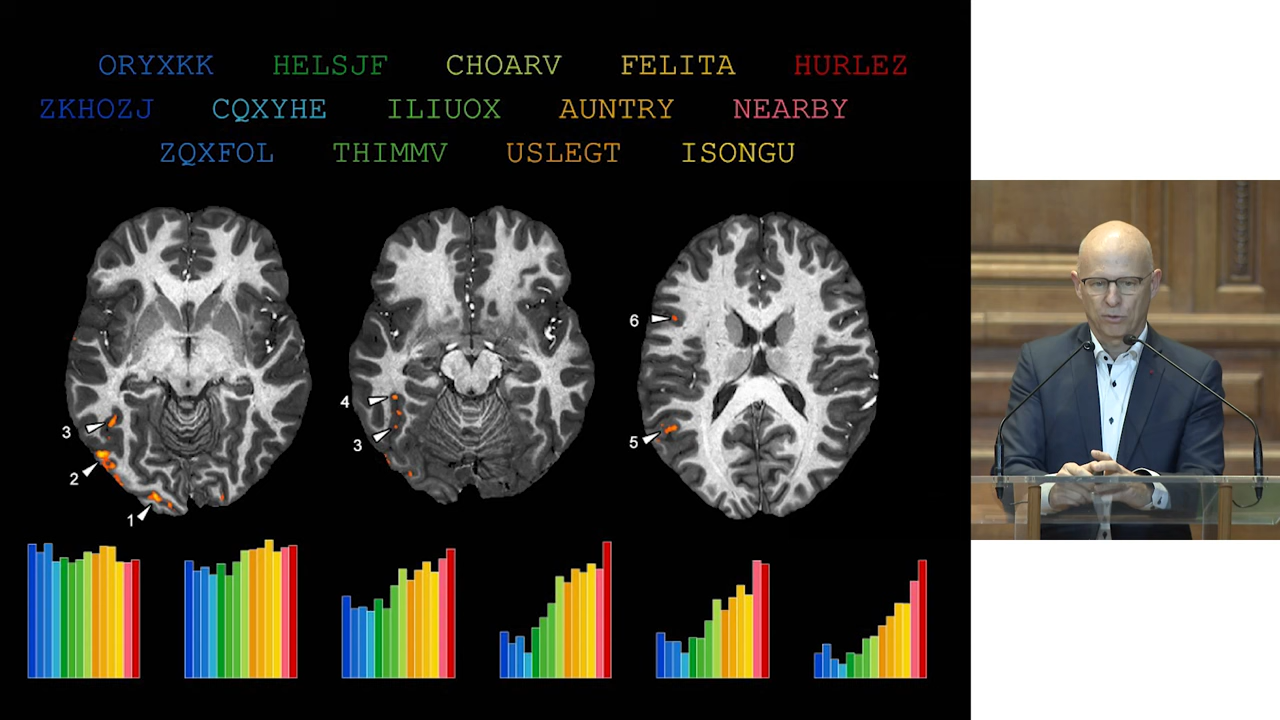 ORYXKK HELSJF CHOARV FELITA HURLEZ
ZKHOZJ CQXYHE ILIUOX AUNTRY NEARBY
ZQXFOL THIMMV USLEGT ISONGU
6
4
3
3
5
2
1